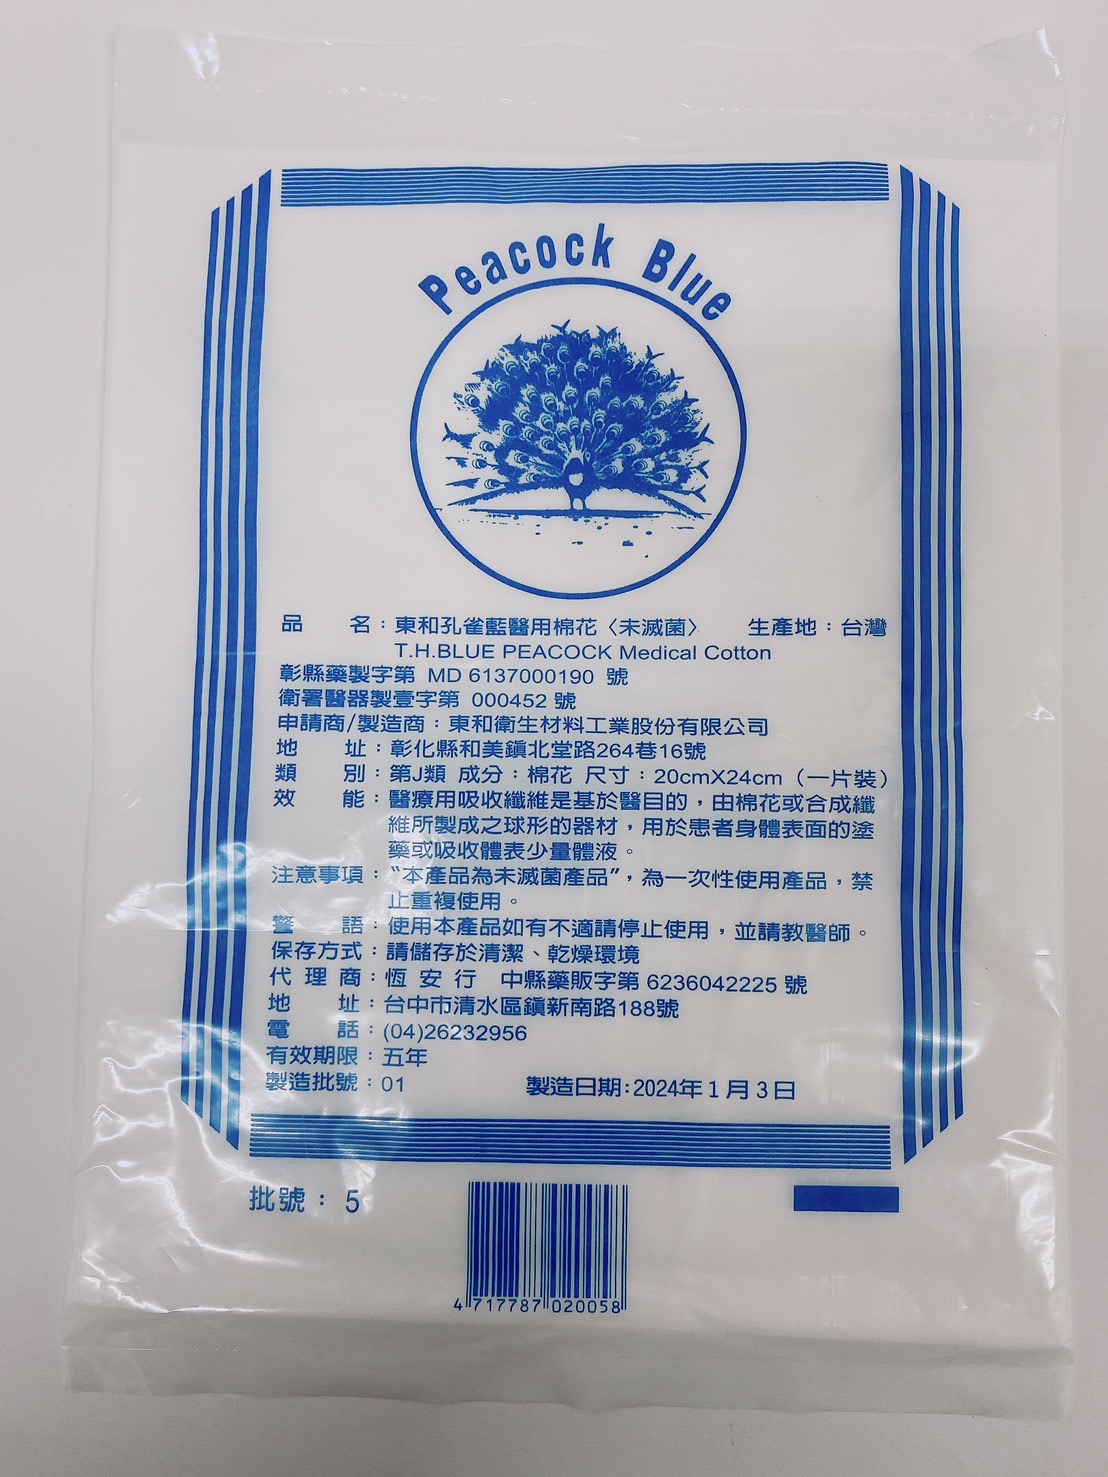 Peacock Blue
品 名：東和孔雀藍醫用棉花〈未滅菌〉 生產地：台灣
T.H.BLUE PEACOCK Medical Cotton
彰縣藥製字第 MD 6137000190 號
衛署醫器製壹字第 000452 號
申請商/製造商：東和衛生材料工業股份有限公司
地 址：彰化縣和美鎮北堂路264巷16號
類 別：第J類 成分：棉花 尺寸：20cmX24cm（一片裝）
效 能：醫療用吸收纖維是基於醫目的，由棉花或合成纖
維所製成之球形的器材，用於患者身體表面的塗
藥或吸收體表少量體液。
注意事項：“本產品為未滅菌產品”，為一次性使用產品，禁
止重複使用。
警 語：使用本產品如有不適請停止使用，並請教醫師。
保存方式：請儲存於清潔、乾燥環境
代 理 商：恆 安 行 中縣藥販字第 6236042225 號
地 址：台中市清水區鎮新南路188號
電 話：(04)26232956
有效期限：五年
製造批號：01 製造日期:2024年1月3日
批號：5
4 717787 020058